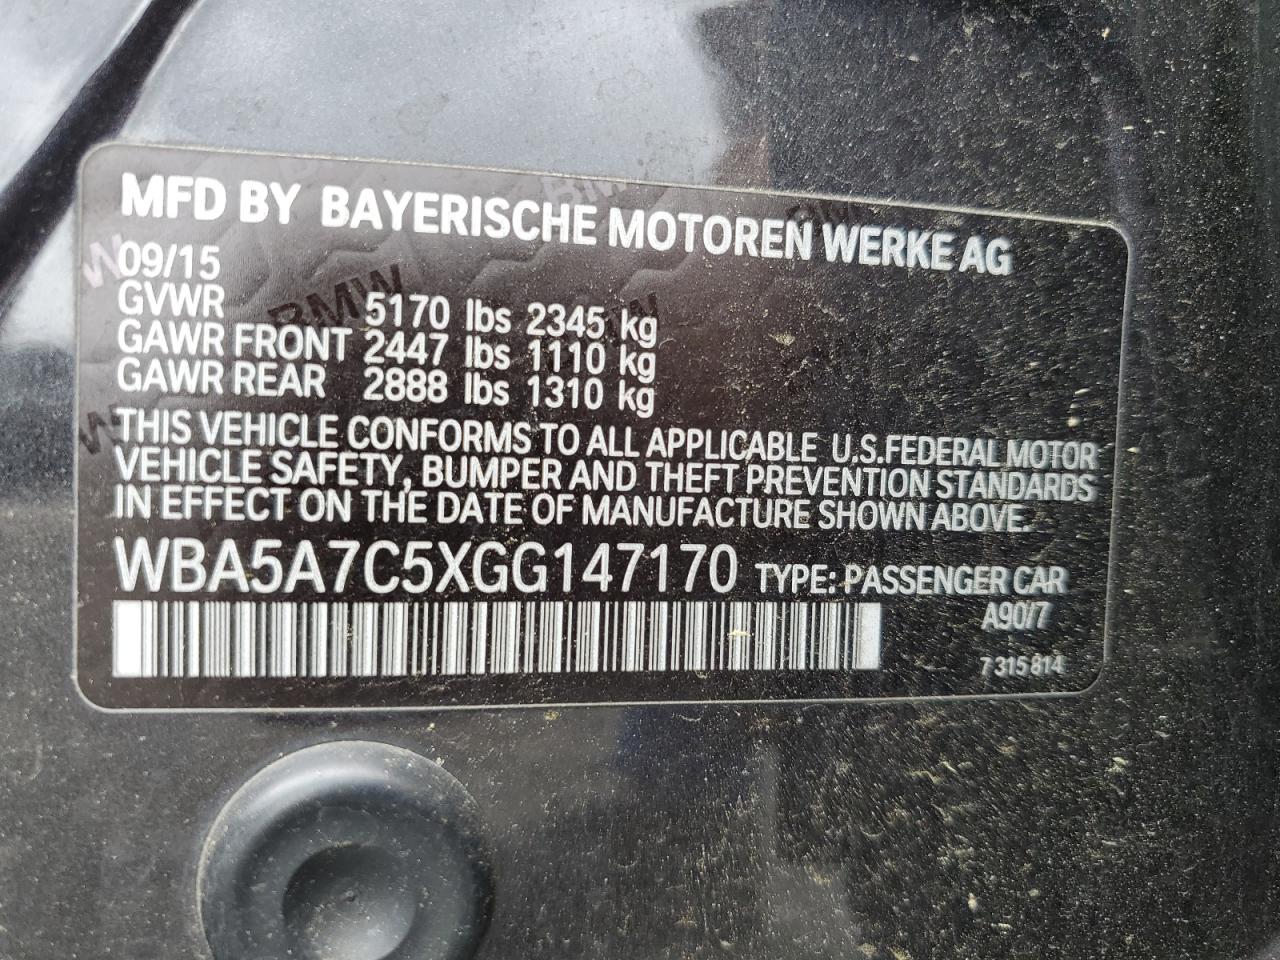 MFD BY BAYERISCHE MOTOREN WERKE AG
09/15
GVWR 5170 lbs 2345 kg
GAWR FRONT 2447 lbs 1110 kg
GAWR REAR 2888 lbs 1310 kg
THIS VEHICLE CONFORMS TO ALL APPLICABLE U.S.FEDERAL MOTOR
VEHICLE SAFETY, BUMPER AND THEFT PREVENTION STANDARDS
IN EFFECT ON THE DATE OF MANUFACTURE SHOWN ABOVE.
WBA5A7C5XGG147170 TYPE: PASSENGER CAR
A90/7
7 315 814